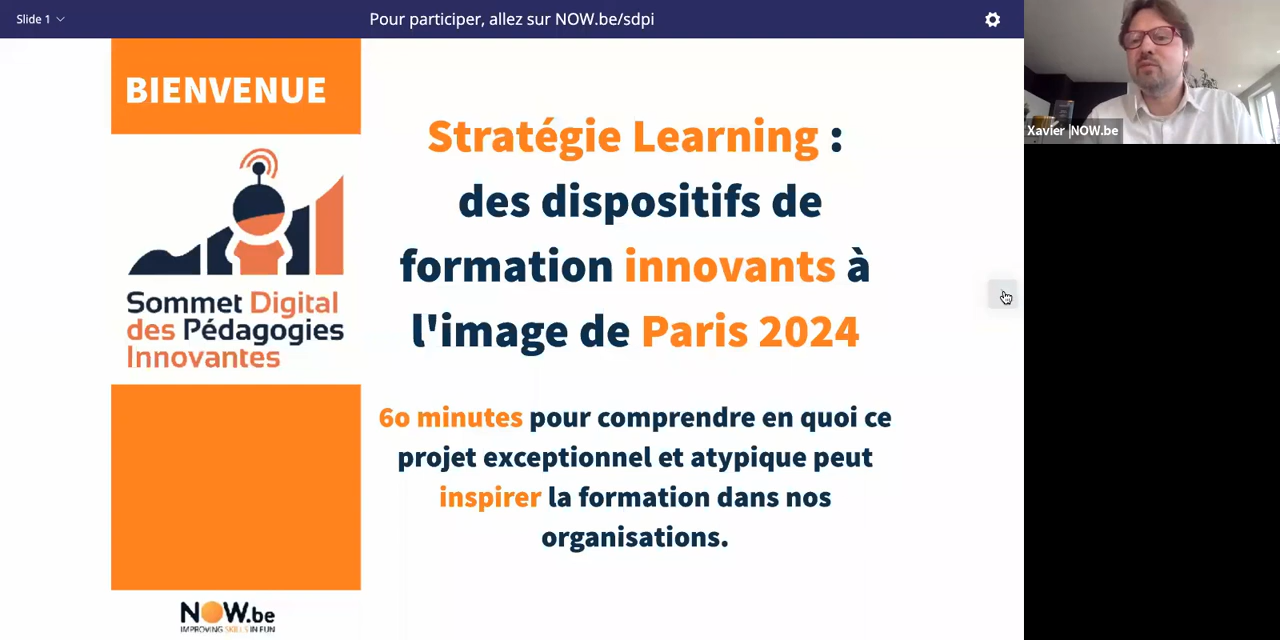 Slide 1
Pour participer, allez sur NOW.be/sdpi
BIENVENUE
Sommet Digital
des Pédagogies
Innovantes
Stratégie Learning :
des dispositifs de
formation innovants à
l'image de Paris 2024
60 minutes pour comprendre en quoi ce
projet exceptionnel et atypique peut
inspirer la formation dans nos
organisations.
NOW.be
IMPROVING SKILLS IN FUN
Xavier |NOW.be